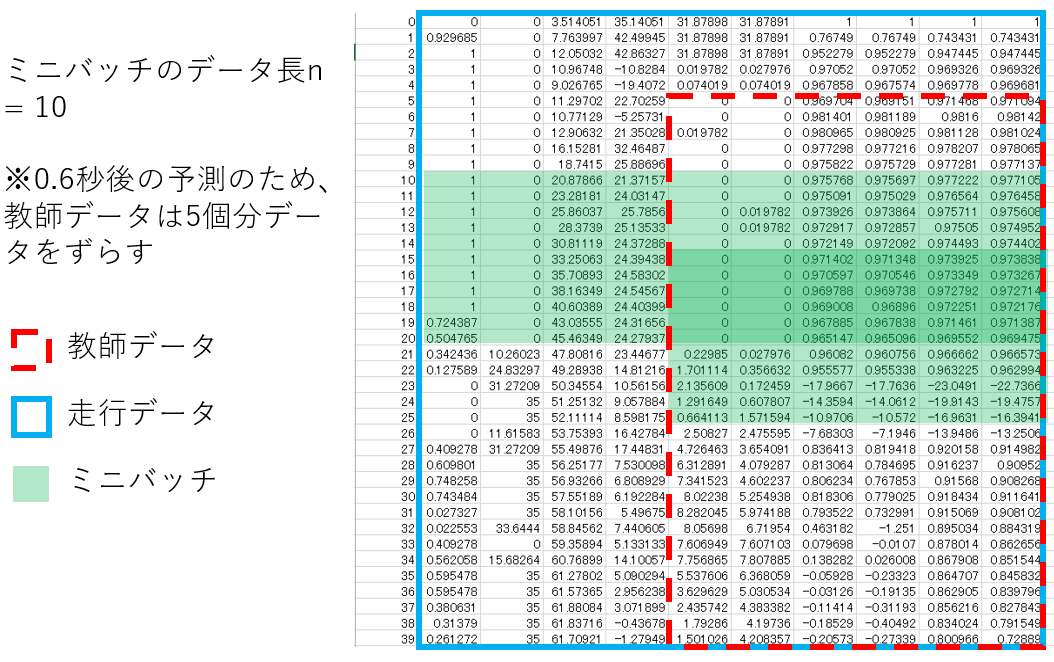 ミニバッチのデータ長n
= 10
※0.6秒後の予測のため、
教師データは5個分デー
タをずらす
教師データ
走行データ
ミニバッチ
0 0 0 3.514051 35.14051 31.87898 31.87891 1 1 1 1
1 0.929685 0 7.763997 42.49945 31.87898 31.87891 0.76749 0.76749 0.743431 0.743431
2 1 0 12.05032 42.86327 31.87898 31.87891 0.952279 0.952279 0.947445 0.947445
3 1 0 10.96748 −10.8284 0.019782 0.027976 0.97052 0.97052 0.969326 0.969326
4 1 0 9.026765 −19.4072 0.074019 0.074019 0.967858 0.967574 0.969778 0.969681
5 1 0 11.29702 22.70259 0 0 0.969704 0.969151 0.971468 0.971094
6 1 0 10.77129 −5.25731 0 0 0.981401 0.981189 0.9816 0.98142
7 1 0 12.90632 21.35028 0.019782 0 0.980965 0.980925 0.981128 0.981024
8 1 0 16.15281 32.46487 0 0 0.977298 0.977216 0.978207 0.978065
9 1 0 18.7415 25.88696 0 0 0.975822 0.975729 0.977281 0.977137
10 1 0 20.87866 21.37157 0 0 0.975768 0.975697 0.977222 0.977105
11 1 0 23.28181 24.03147 0 0 0.975091 0.975029 0.976564 0.976458
12 1 0 25.86037 25.7856 0 0.019782 0.973926 0.973864 0.975711 0.975608
13 1 0 28.3739 25.13533 0 0.019782 0.972917 0.972857 0.97505 0.974952
14 1 0 30.81119 24.37288 0 0 0.972149 0.972092 0.974493 0.974402
15 1 0 33.25063 24.39438 0 0 0.971402 0.971348 0.973925 0.973838
16 1 0 35.70893 24.58302 0 0 0.970597 0.970546 0.973349 0.973267
17 1 0 38.16349 24.54567 0 0 0.969788 0.969738 0.972792 0.972714
18 1 0 40.60389 24.40399 0 0 0.969008 0.96896 0.972251 0.972176
19 0.724387 0 43.03555 24.31656 0 0 0.967885 0.967838 0.971461 0.971387
20 0.504765 0 45.46349 24.27937 0 0 0.965147 0.965096 0.969552 0.969475
21 0.342436 10.26023 47.80816 23.44677 0.22985 0.027976 0.96082 0.960756 0.966662 0.966573
22 0.127589 24.83297 49.28938 14.81216 1.701114 0.356632 0.955577 0.955338 0.963225 0.962994
23 0 31.27209 50.34554 10.56156 2.135609 0.172459 −17.9667 −17.7636 −23.0491 −22.7366
24 0 35 51.25132 9.057884 1.291649 0.607807 −14.3594 −14.0612 −19.9143 −19.4757
25 0 35 52.11114 8.598175 0.664113 1.571594 −10.9706 −10.572 −16.9631 −16.3941
26 0 11.61583 53.75393 16.42784 2.50827 2.475595 −7.68303 −7.1946 −13.9486 −13.2506
27 0.409278 31.27209 55.49876 17.44831 4.726463 3.654091 0.836413 0.819418 0.920158 0.914982
28 0.609801 35 56.25177 7.530098 6.312891 4.079287 0.813064 0.784695 0.916237 0.90952
29 0.748258 35 56.93266 6.808929 7.341523 4.602237 0.806234 0.767853 0.91568 0.908268
30 0.743484 35 57.55189 6.192284 8.02238 5.254938 0.818306 0.779025 0.918434 0.911641
31 0.027327 35 58.10156 5.49675 8.282045 5.974188 0.793522 0.732991 0.915069 0.908102
32 0.022553 33.6444 58.84562 7.440605 8.05698 6.71954 0.463182 −1.251 0.895034 0.884319
33 0.409278 0 59.35894 5.133133 7.606949 7.607103 0.079698 −0.0107 0.878014 0.862656
34 0.562058 15.68264 60.76899 14.10057 7.756865 7.807885 0.138282 0.026008 0.867908 0.851544
35 0.595478 35 61.27802 5.090294 5.537606 6.368059 −0.05928 −0.23323 0.864707 0.845832
36 0.595478 35 61.57365 2.956238 3.629629 5.030534 −0.03126 −0.19135 0.862905 0.839796
37 0.380631 35 61.88084 3.071899 2.435742 4.383382 −0.11414 −0.31193 0.856216 0.827843
38 0.31379 35 61.83716 −0.43678 1.79286 4.19736 −0.18529 −0.40492 0.834024 0.791549
39 0.261272 35 61.70921 −1.27949 1.501026 4.208357 −0.20573 −0.27339 0.800966 0.72889